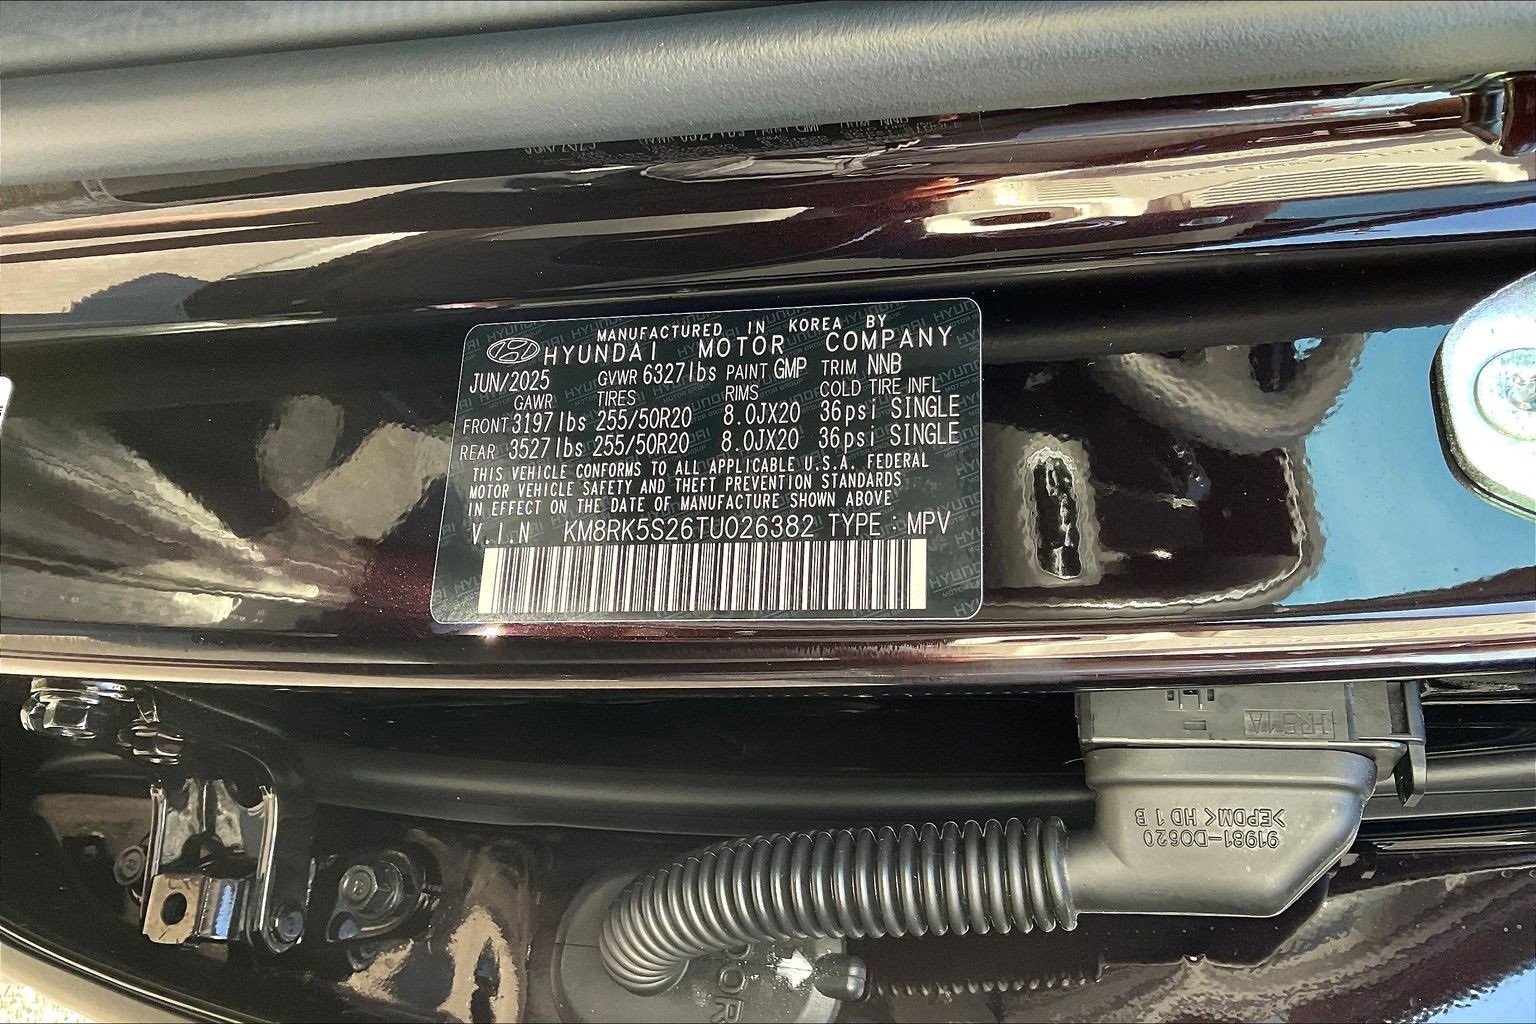 MANUFACTURED IN KOREA BY
HYUNDAI MOTOR COMPANY
JUN/2025 GVWR 6327lbs PAINT GMP TRIM NNB
GAWR TIRES RIMS COLD TIRE INFL
FRONT 3197lbs 255/50R20 8.0JX20 36psi SINGLE
REAR 3527lbs 255/50R20 8.0JX20 36psi SINGLE
THIS VEHICLE CONFORMS TO ALL APPLICABLE U.S.A. FEDERAL
MOTOR VEHICLE SAFETY AND THEFT PREVENTION STANDARDS
IN EFFECT ON THE DATE OF MANUFACTURE SHOWN ABOVE
V.I.N KM8RK5S26TU026382 TYPE : MPV
91981-D0620
>EPDM< HD 1 B